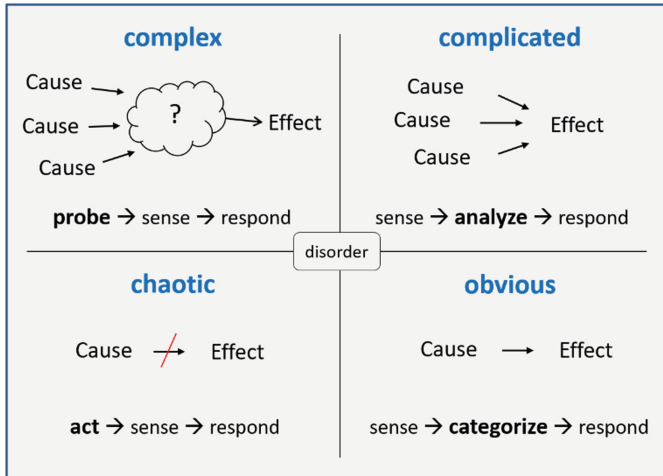 complex
Cause
Cause
Cause
?
Effect
probe → sense → respond
complicated
Cause
Cause
Cause
Effect
sense → analyze → respond
disorder
chaotic
Cause → Effect
act → sense → respond
obvious
Cause → Effect
sense → categorize → respond